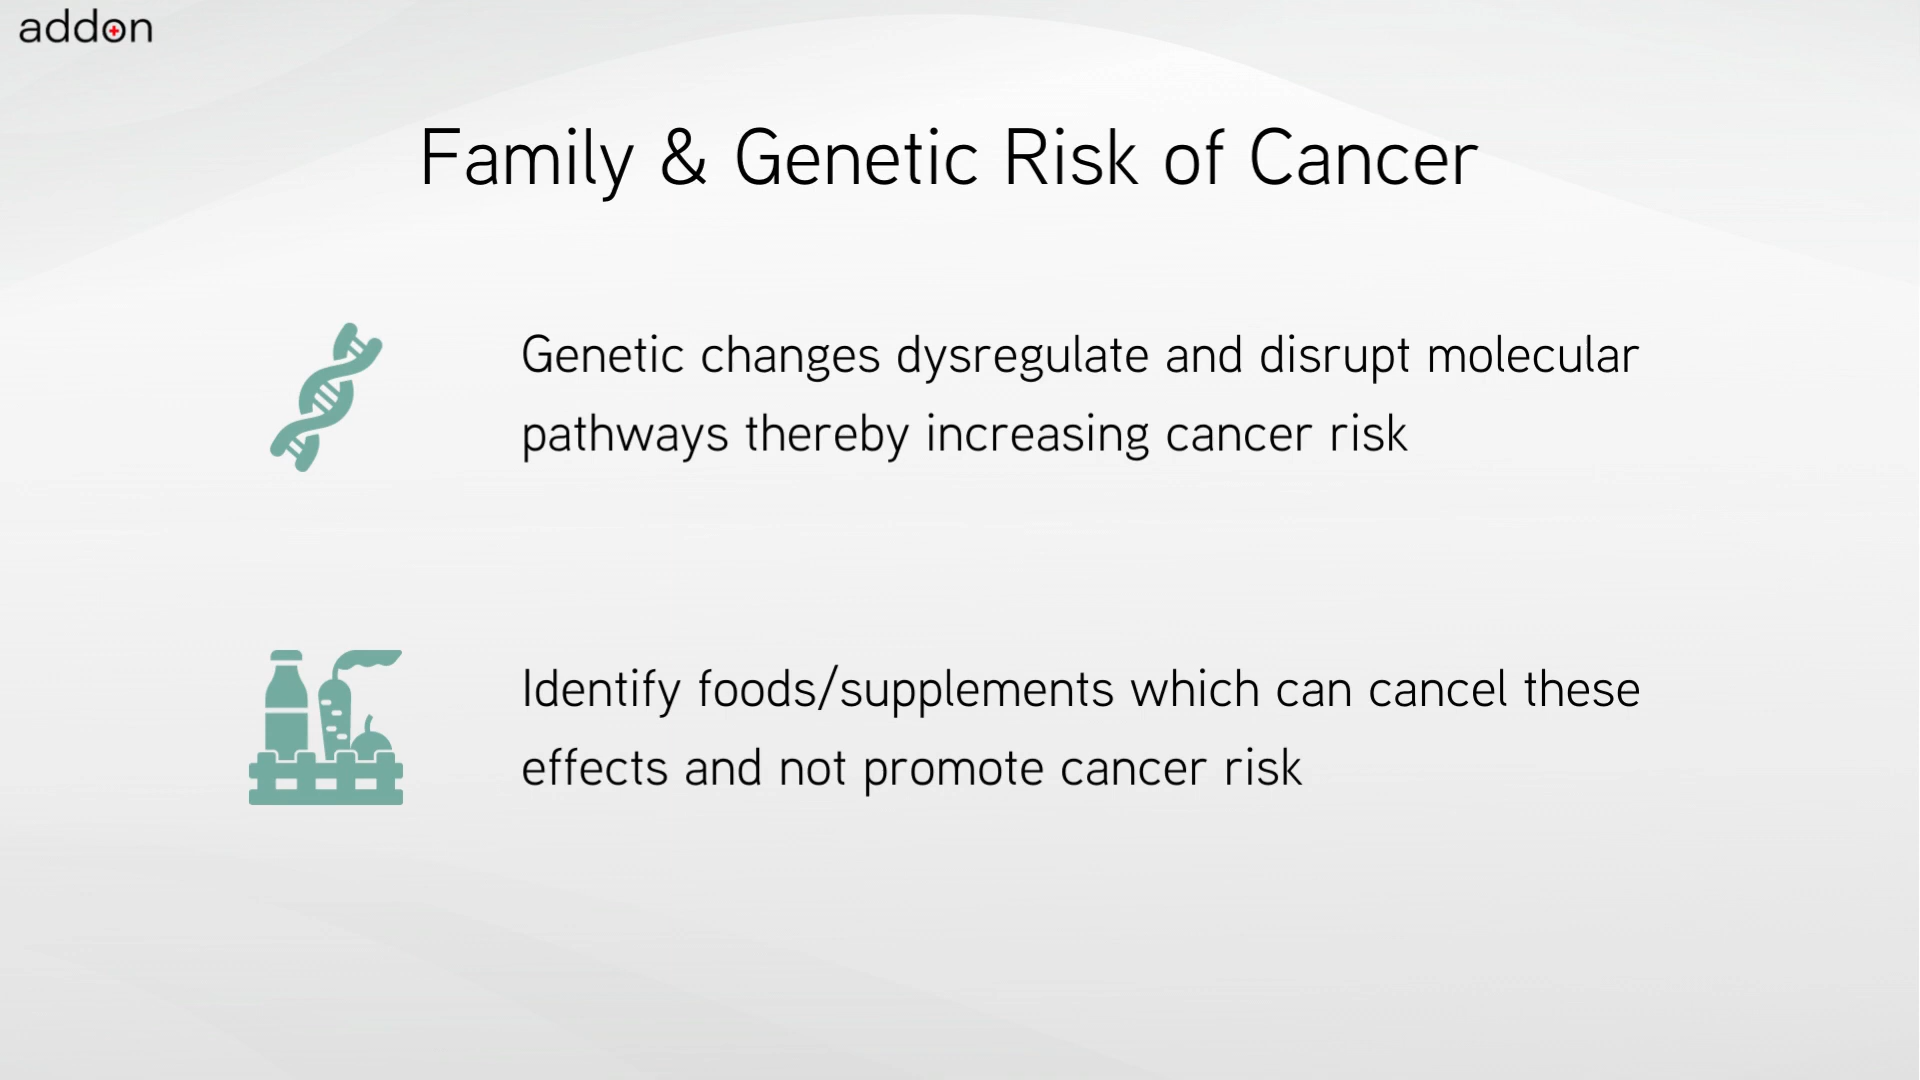 addon
Family & Genetic Risk of Cancer
Genetic changes dysregulate and disrupt molecular
pathways thereby increasing cancer risk
Identify foods/supplements which can cancel these
effects and not promote cancer risk